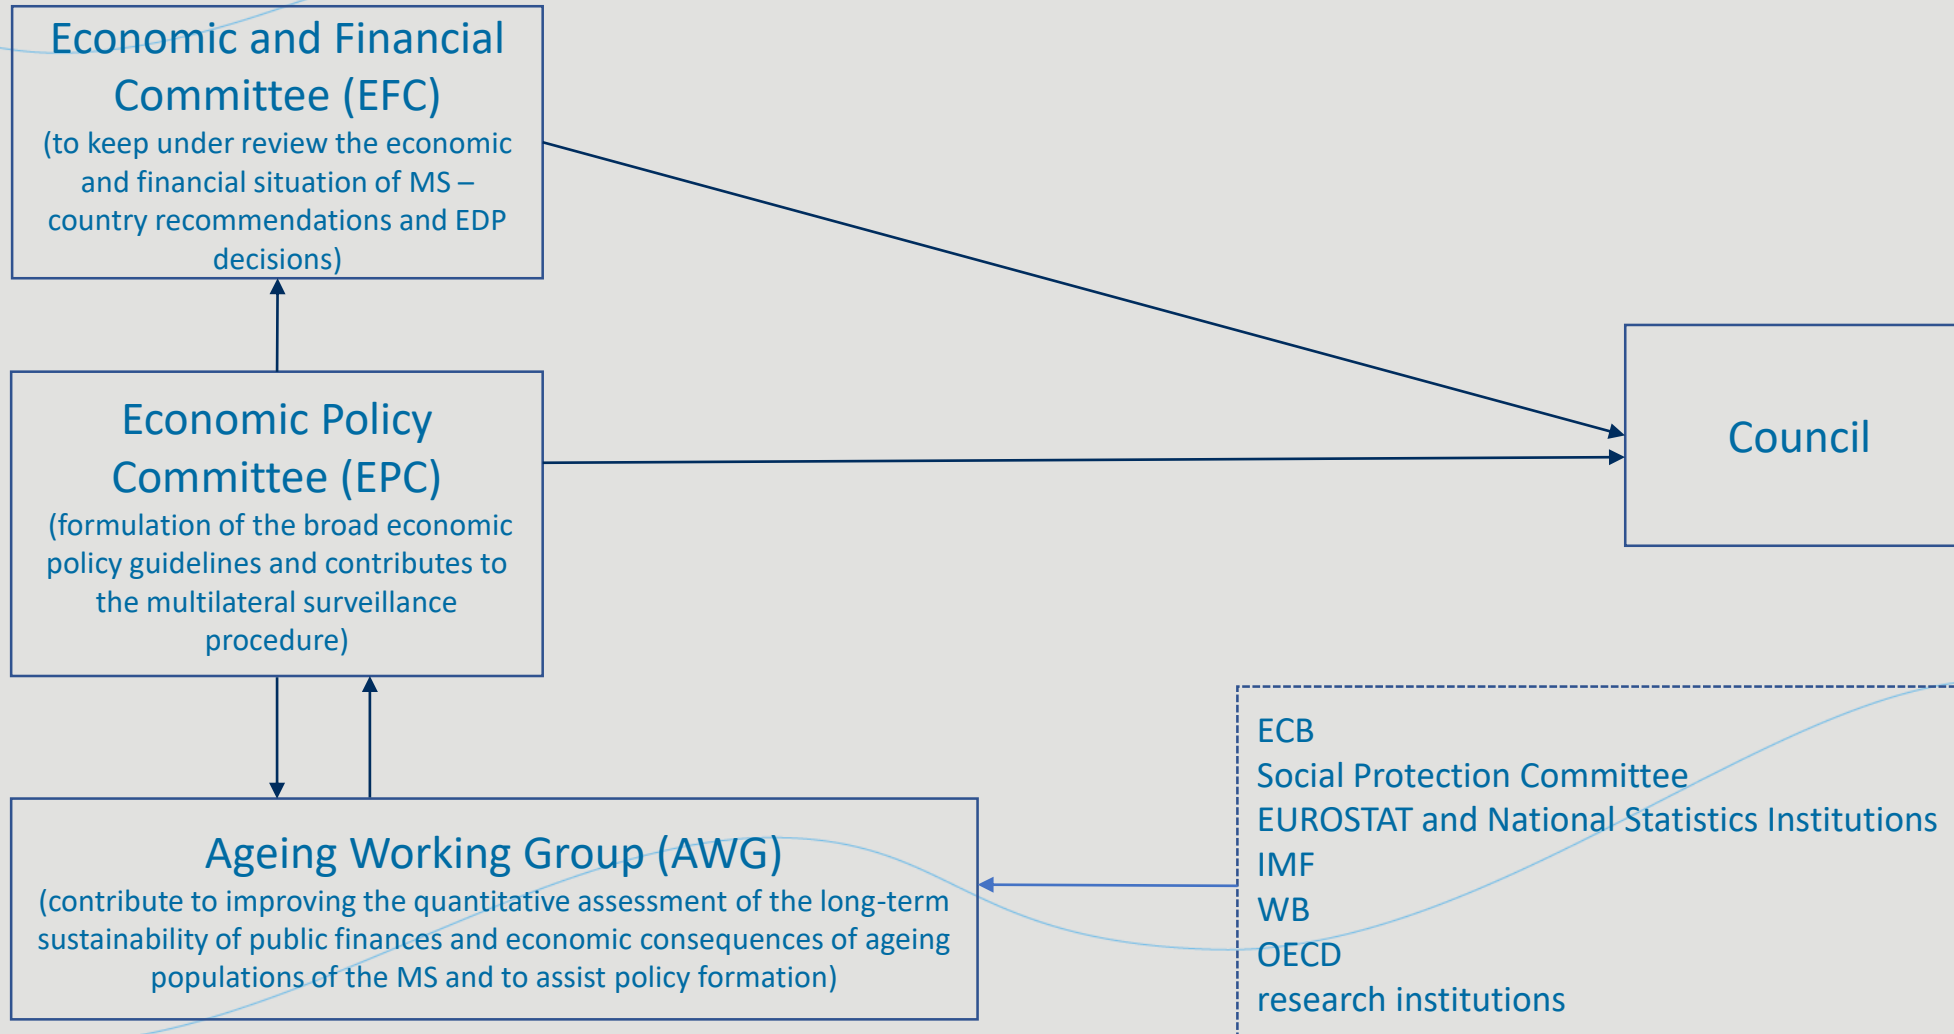 Economic and Financial
Committee (EFC)
(to keep under review the economic
and financial situation of MS –
country recommendations and EDP
decisions)
Economic Policy
Committee (EPC)
(formulation of the broad economic
policy guidelines and contributes to
the multilateral surveillance
procedure)
Council
Ageing Working Group (AWG)
(contribute to improving the quantitative assessment of the long-term
sustainability of public finances and economic consequences of ageing
populations of the MS and to assist policy formation)
ECB
Social Protection Committee
EUROSTAT and National Statistics Institutions
IMF
WB
OECD
research institutions